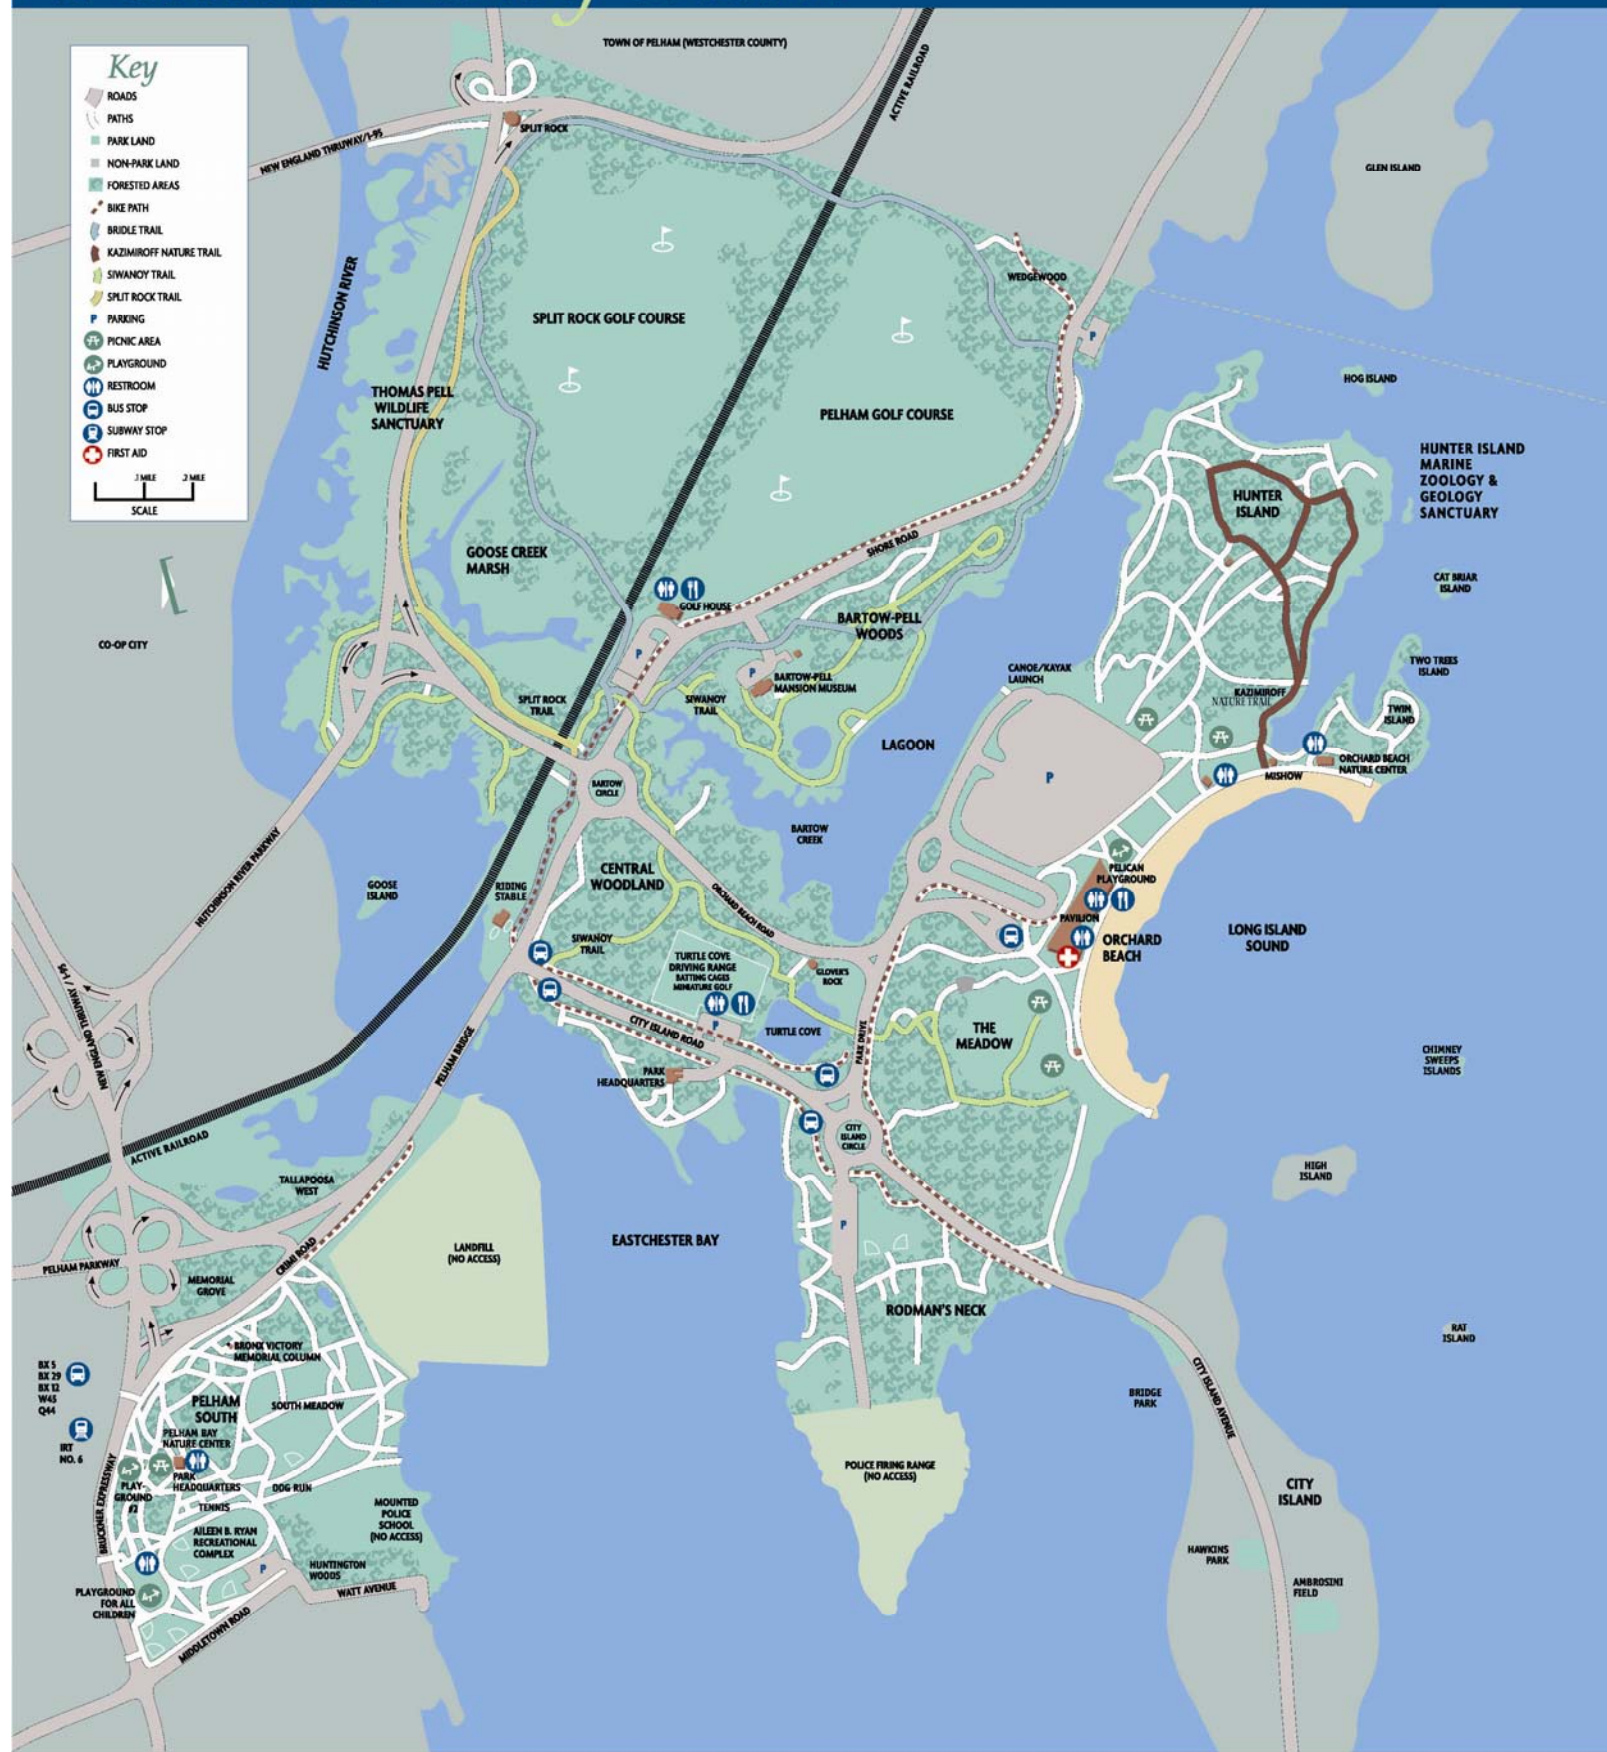 Key
ROADS
PATHS
PARK LAND
NON-PARK LAND
FORESTED AREAS
BIKE PATH
BRIDLE TRAIL
KAZIMIROFF NATURE TRAIL
SIWANOY TRAIL
SPLIT ROCK TRAIL
P PARKING
PICNIC AREA
PLAYGROUND
RESTROOM
BUS STOP
SUBWAY STOP
FIRST AID
.1 MILE .2 MILE
SCALE
TOWN OF PELHAM (WESTCHESTER COUNTY)
ACTIVE RAILROAD
NEW ENGLAND THRUWAY/I-95
SPLIT ROCK
GLEN ISLAND
HUTCHINSON RIVER
WEDGEWOOD
SPLIT ROCK GOLF COURSE
P
THOMAS PELL
WILDLIFE
SANCTUARY
PELHAM GOLF COURSE
HOG ISLAND
HUNTER ISLAND
MARINE
ZOOLOGY &
GEOLOGY
SANCTUARY
HUNTER
ISLAND
GOOSE CREEK
MARSH
SHORE ROAD
CAT BRIAR
ISLAND
GOLF HOUSE
BARTOW-PELL
WOODS
CO-OP CITY
P
P
BARTOW-PELL
MANSION MUSEUM
CANOE/KAYAK
LAUNCH
TWO TREES
ISLAND
KAZIMIROFF
NATURE TRAIL
TWIN
ISLAND
SPLIT ROCK
TRAIL
SIWANOY
TRAIL
LAGOON
ORCHARD BEACH
NATURE CENTER
MISHOW
P
BARTOW
CIRCLE
BARTOW
CREEK
HUTCHINSON RIVER PARKWAY
GOOSE
ISLAND
RIDING
STABLE
CENTRAL
WOODLAND
ORCHARD BEACH ROAD
PELICAN
PLAYGROUND
PAVILION
ORCHARD
BEACH
LONG ISLAND
SOUND
SIWANOY
TRAIL
TURTLE COVE
DRIVING RANGE
BATTING CAGES
MINIATURE GOLF
GLOVER'S
ROCK
NEW ENGLAND THRUWAY / I-95
P
CITY ISLAND ROAD
TURTLE COVE
PARK DRIVE
THE
MEADOW
PELHAM BRIDGE
PARK
HEADQUARTERS
CHIMNEY
SWEEPS
ISLANDS
ACTIVE RAILROAD
CITY
ISLAND
CIRCLE
TALLAPOOSA
WEST
HIGH
ISLAND
P
EASTCHESTER BAY
LANDFILL
(NO ACCESS)
PELHAM PARKWAY
CRIMI ROAD
MEMORIAL
GROVE
RODMAN'S NECK
RAT
ISLAND
BRONX VICTORY
MEMORIAL COLUMN
BX 5
BX 29
BX 12
W45
Q44
IRT
NO. 6
PELHAM
SOUTH
SOUTH MEADOW
BRIDGE
PARK
CITY ISLAND AVENUE
PELHAM BAY
NATURE CENTER
PARK
HEADQUARTERS
PLAY-
GROUND
DOG RUN
TENNIS
BRUCKNER EXPRESSWAY
POLICE FIRING RANGE
(NO ACCESS)
CITY
ISLAND
MOUNTED
POLICE
SCHOOL
(NO ACCESS)
AILEEN B. RYAN
RECREATIONAL
COMPLEX
P
HUNTINGTON
WOODS
WATT AVENUE
HAWKINS
PARK
AMBROSINI
FIELD
PLAYGROUND
FOR ALL
CHILDREN
MIDDLETOWN ROAD